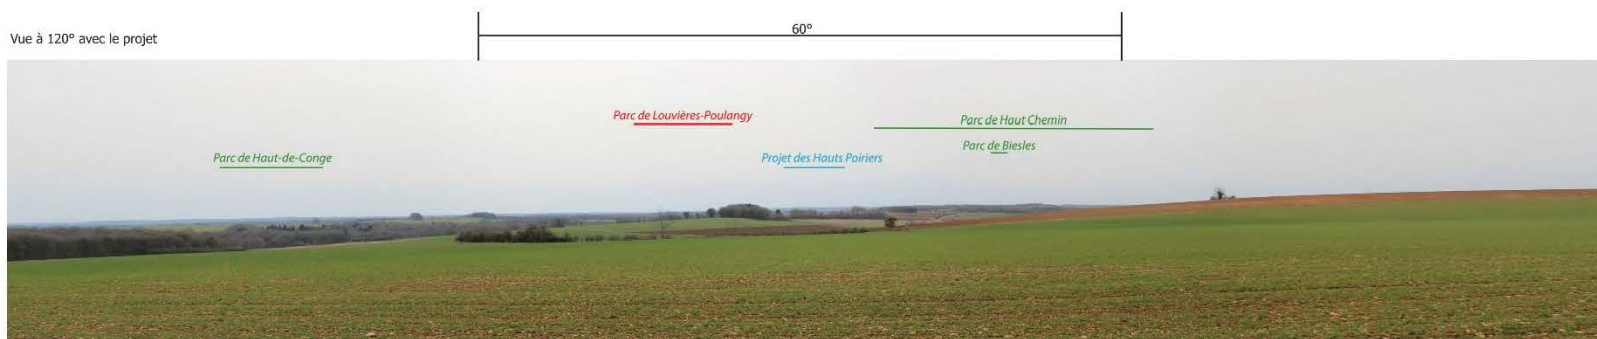 60°
Vue à 120° avec le projet
Parc de Louvières-Poulangy
Parc de Haut Chemin
Parc de Biesles
Parc de Haut-de-Conge
Projet des Hauts Poiriers